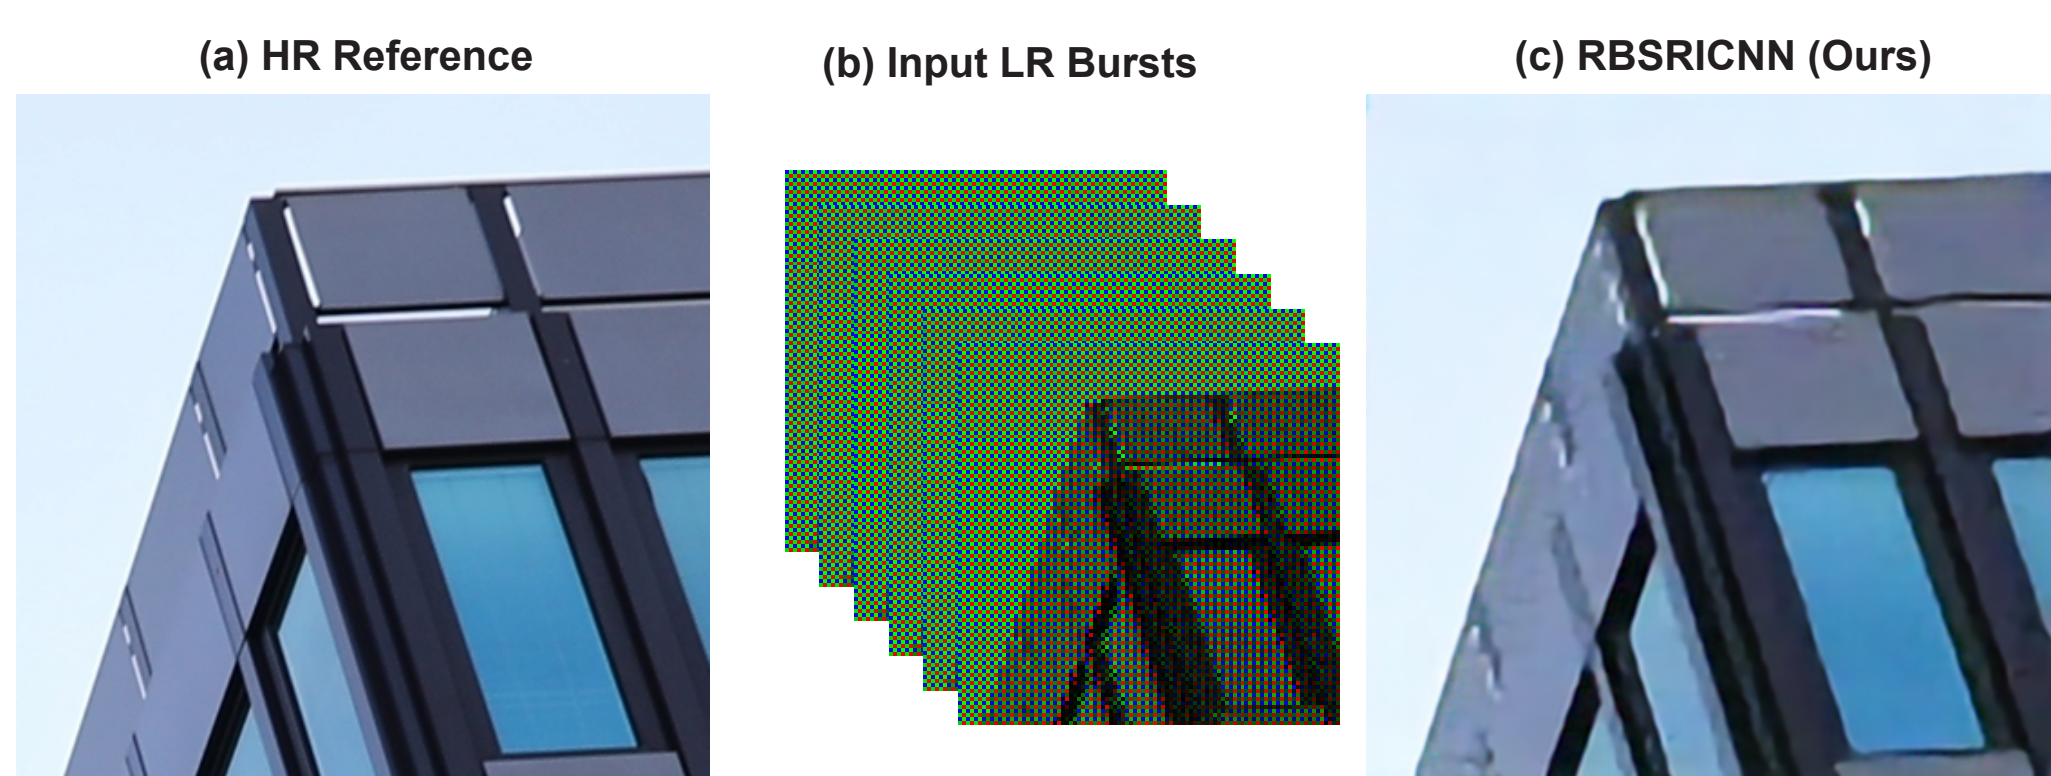 (a) HR Reference
(b) Input LR Bursts
(c) RBSRICNN (Ours)